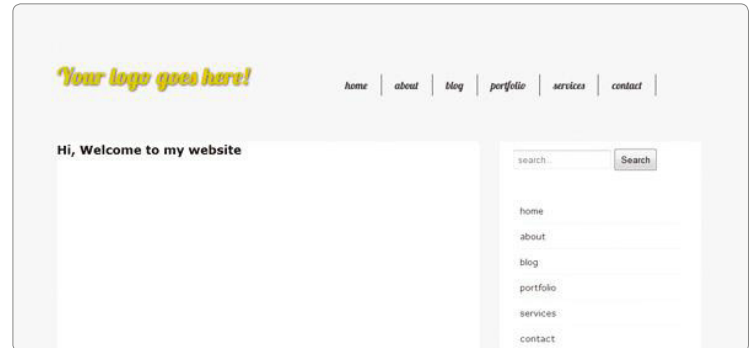 Your logo goes here!
home about blog portfolio services contact
Hi, Welcome to my website
search... Search
home
about
blog
portfolio
services
contact